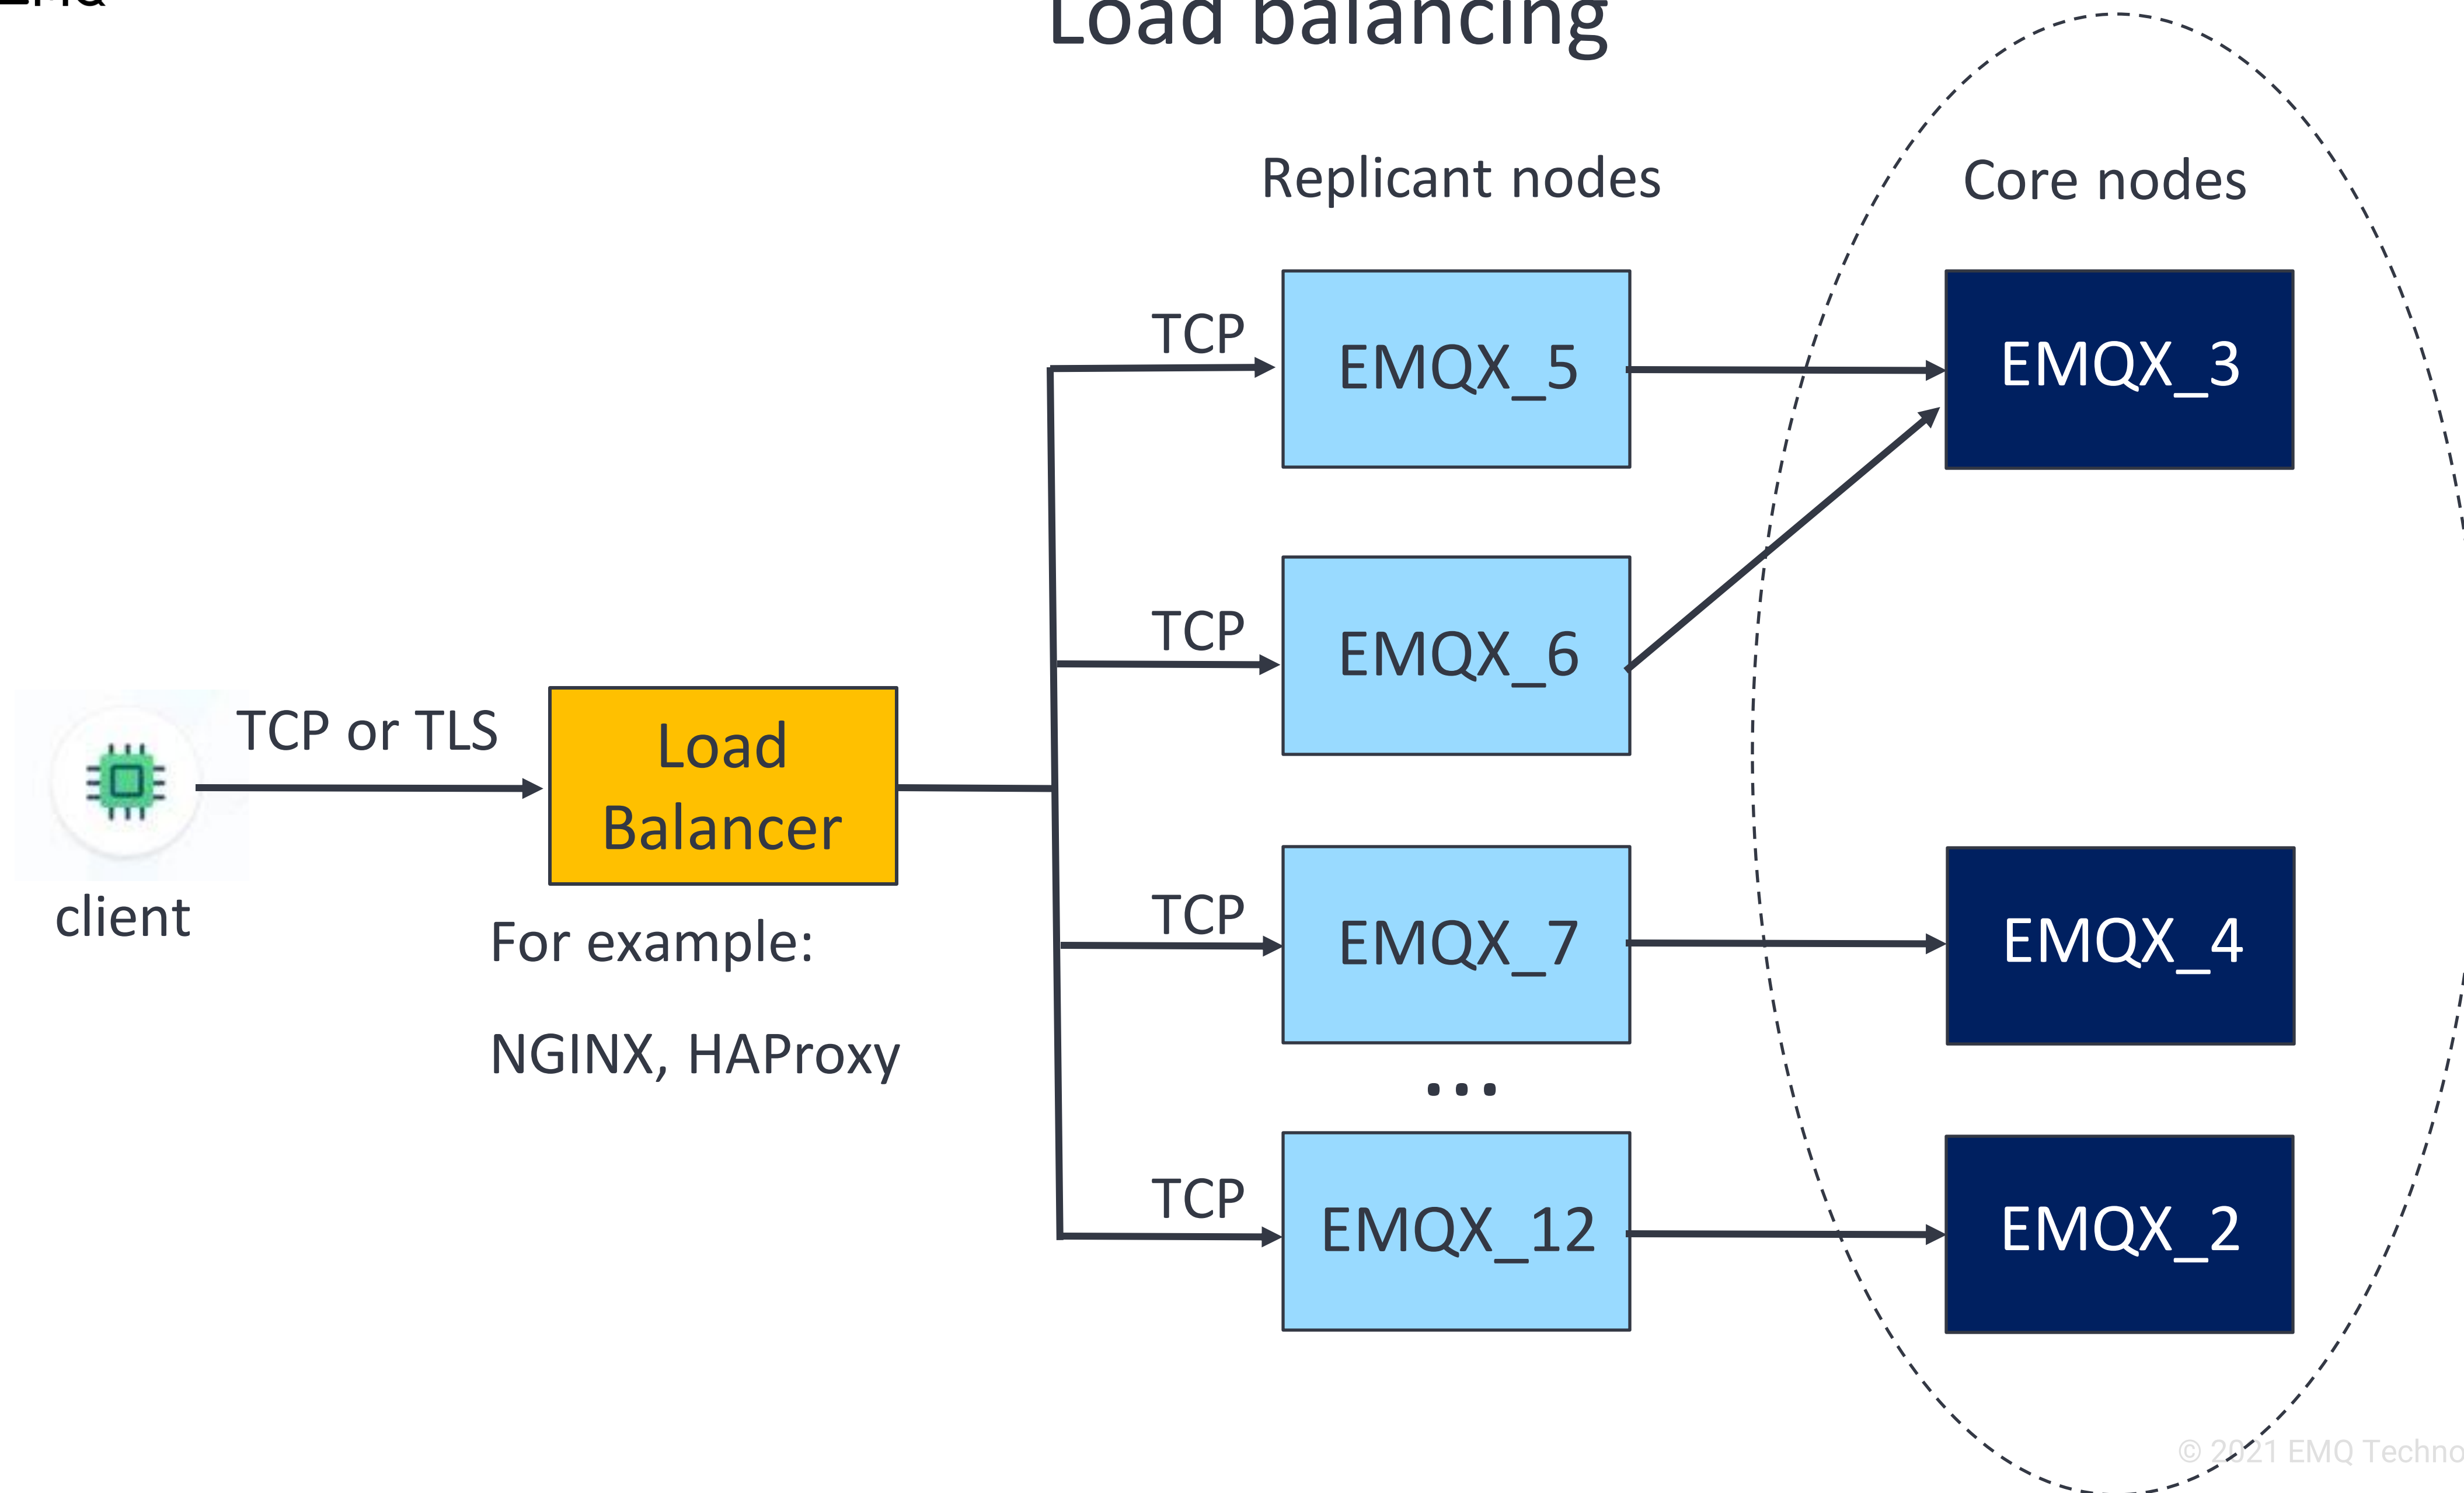 EMQ
Load balancing
Replicant nodes
Core nodes
TCP
EMQX_5
EMQX_3
TCP
EMQX_6
TCP or TLS
Load
Balancer
client
For example:
NGINX, HAProxy
TCP
EMQX_7
EMQX_4
...
TCP
EMQX_12
EMQX_2
© 2021 EMQ Techno